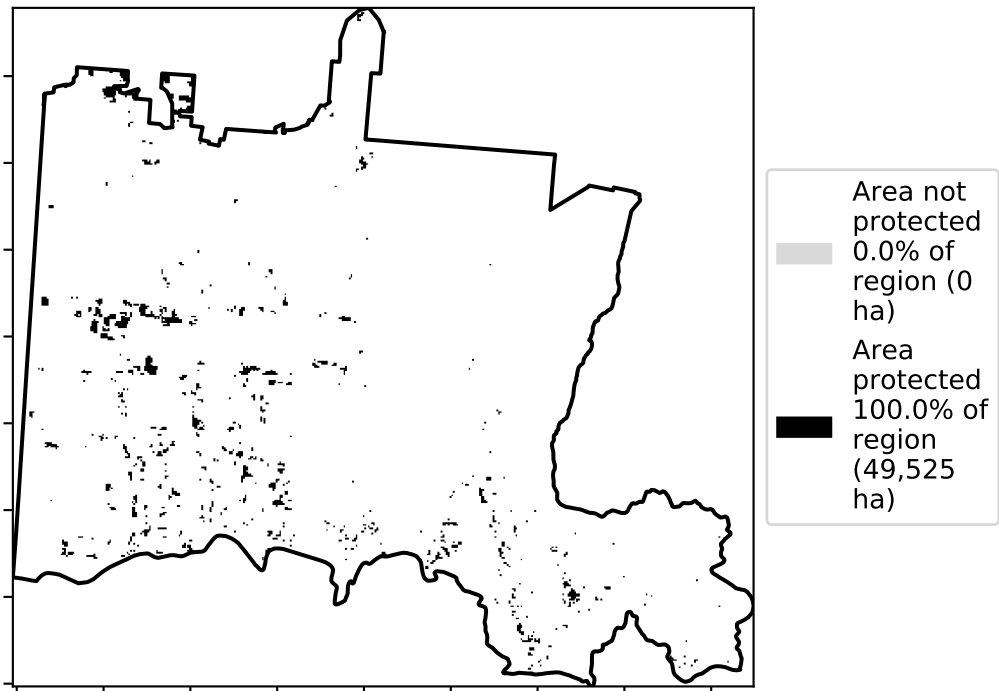 Area not
protected
0.0% of
region (0
ha)
Area
protected
100.0% of
region
(49,525
ha)